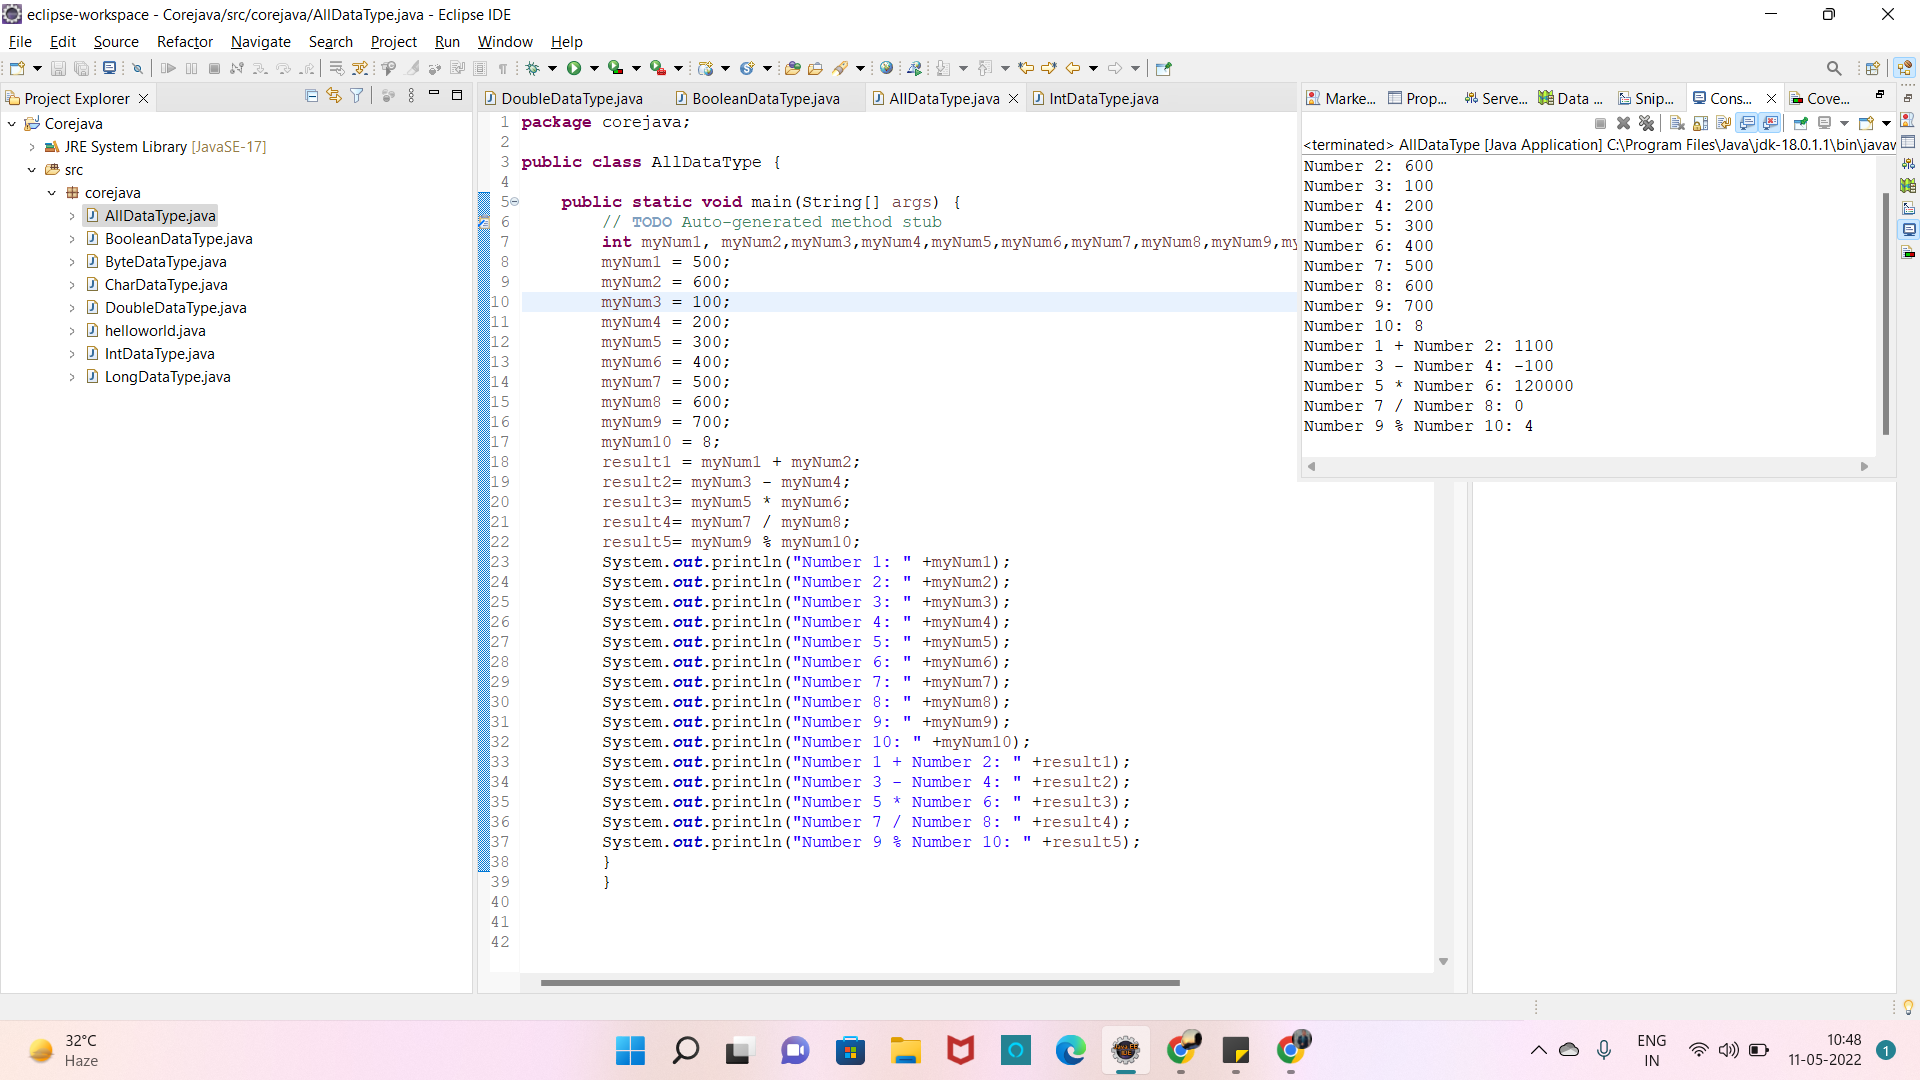 eclipse-workspace - Corejava/src/corejava/AllDataType.java - Eclipse IDE
File Edit Source Refactor Navigate Search Project Run Window Help
Project Explorer
Corejava
JRE System Library [JavaSE-17]
src
corejava
AllDataType.java
BooleanDataType.java
ByteDataType.java
CharDataType.java
DoubleDataType.java
helloworld.java
IntDataType.java
LongDataType.java
DoubleDataType.java BooleanDataType.java AllDataType.java IntDataType.java
1 package corejava;
2
3 public class AllDataType {
4
5 public static void main(String[] args) {
6 // TODO Auto-generated method stub
7 int myNum1, myNum2,myNum3,myNum4,myNum5,myNum6,myNum7,myNum8,myNum9,my
8 myNum1 = 500;
9 myNum2 = 600;
10 myNum3 = 100;
11 myNum4 = 200;
12 myNum5 = 300;
13 myNum6 = 400;
14 myNum7 = 500;
15 myNum8 = 600;
16 myNum9 = 700;
17 myNum10 = 8;
18 result1 = myNum1 + myNum2;
19 result2= myNum3 - myNum4;
20 result3= myNum5 * myNum6;
21 result4= myNum7 / myNum8;
22 result5= myNum9 % myNum10;
23 System.out.println("Number 1: " +myNum1);
24 System.out.println("Number 2: " +myNum2);
25 System.out.println("Number 3: " +myNum3);
26 System.out.println("Number 4: " +myNum4);
27 System.out.println("Number 5: " +myNum5);
28 System.out.println("Number 6: " +myNum6);
29 System.out.println("Number 7: " +myNum7);
30 System.out.println("Number 8: " +myNum8);
31 System.out.println("Number 9: " +myNum9);
32 System.out.println("Number 10: " +myNum10);
33 System.out.println("Number 1 + Number 2: " +result1);
34 System.out.println("Number 3 - Number 4: " +result2);
35 System.out.println("Number 5 * Number 6: " +result3);
36 System.out.println("Number 7 / Number 8: " +result4);
37 System.out.println("Number 9 % Number 10: " +result5);
38 }
39 }
40
41
42
Marke... Prop... Serve... Data ... Snip... Cons... Cove...
<terminated> AllDataType [Java Application] C:\Program Files\Java\jdk-18.0.1.1\bin\javaw
Number 2: 600
Number 3: 100
Number 4: 200
Number 5: 300
Number 6: 400
Number 7: 500
Number 8: 600
Number 9: 700
Number 10: 8
Number 1 + Number 2: 1100
Number 3 - Number 4: -100
Number 5 * Number 6: 120000
Number 7 / Number 8: 0
Number 9 % Number 10: 4
32°C
Haze
ENG
IN
10:48
11-05-2022
1